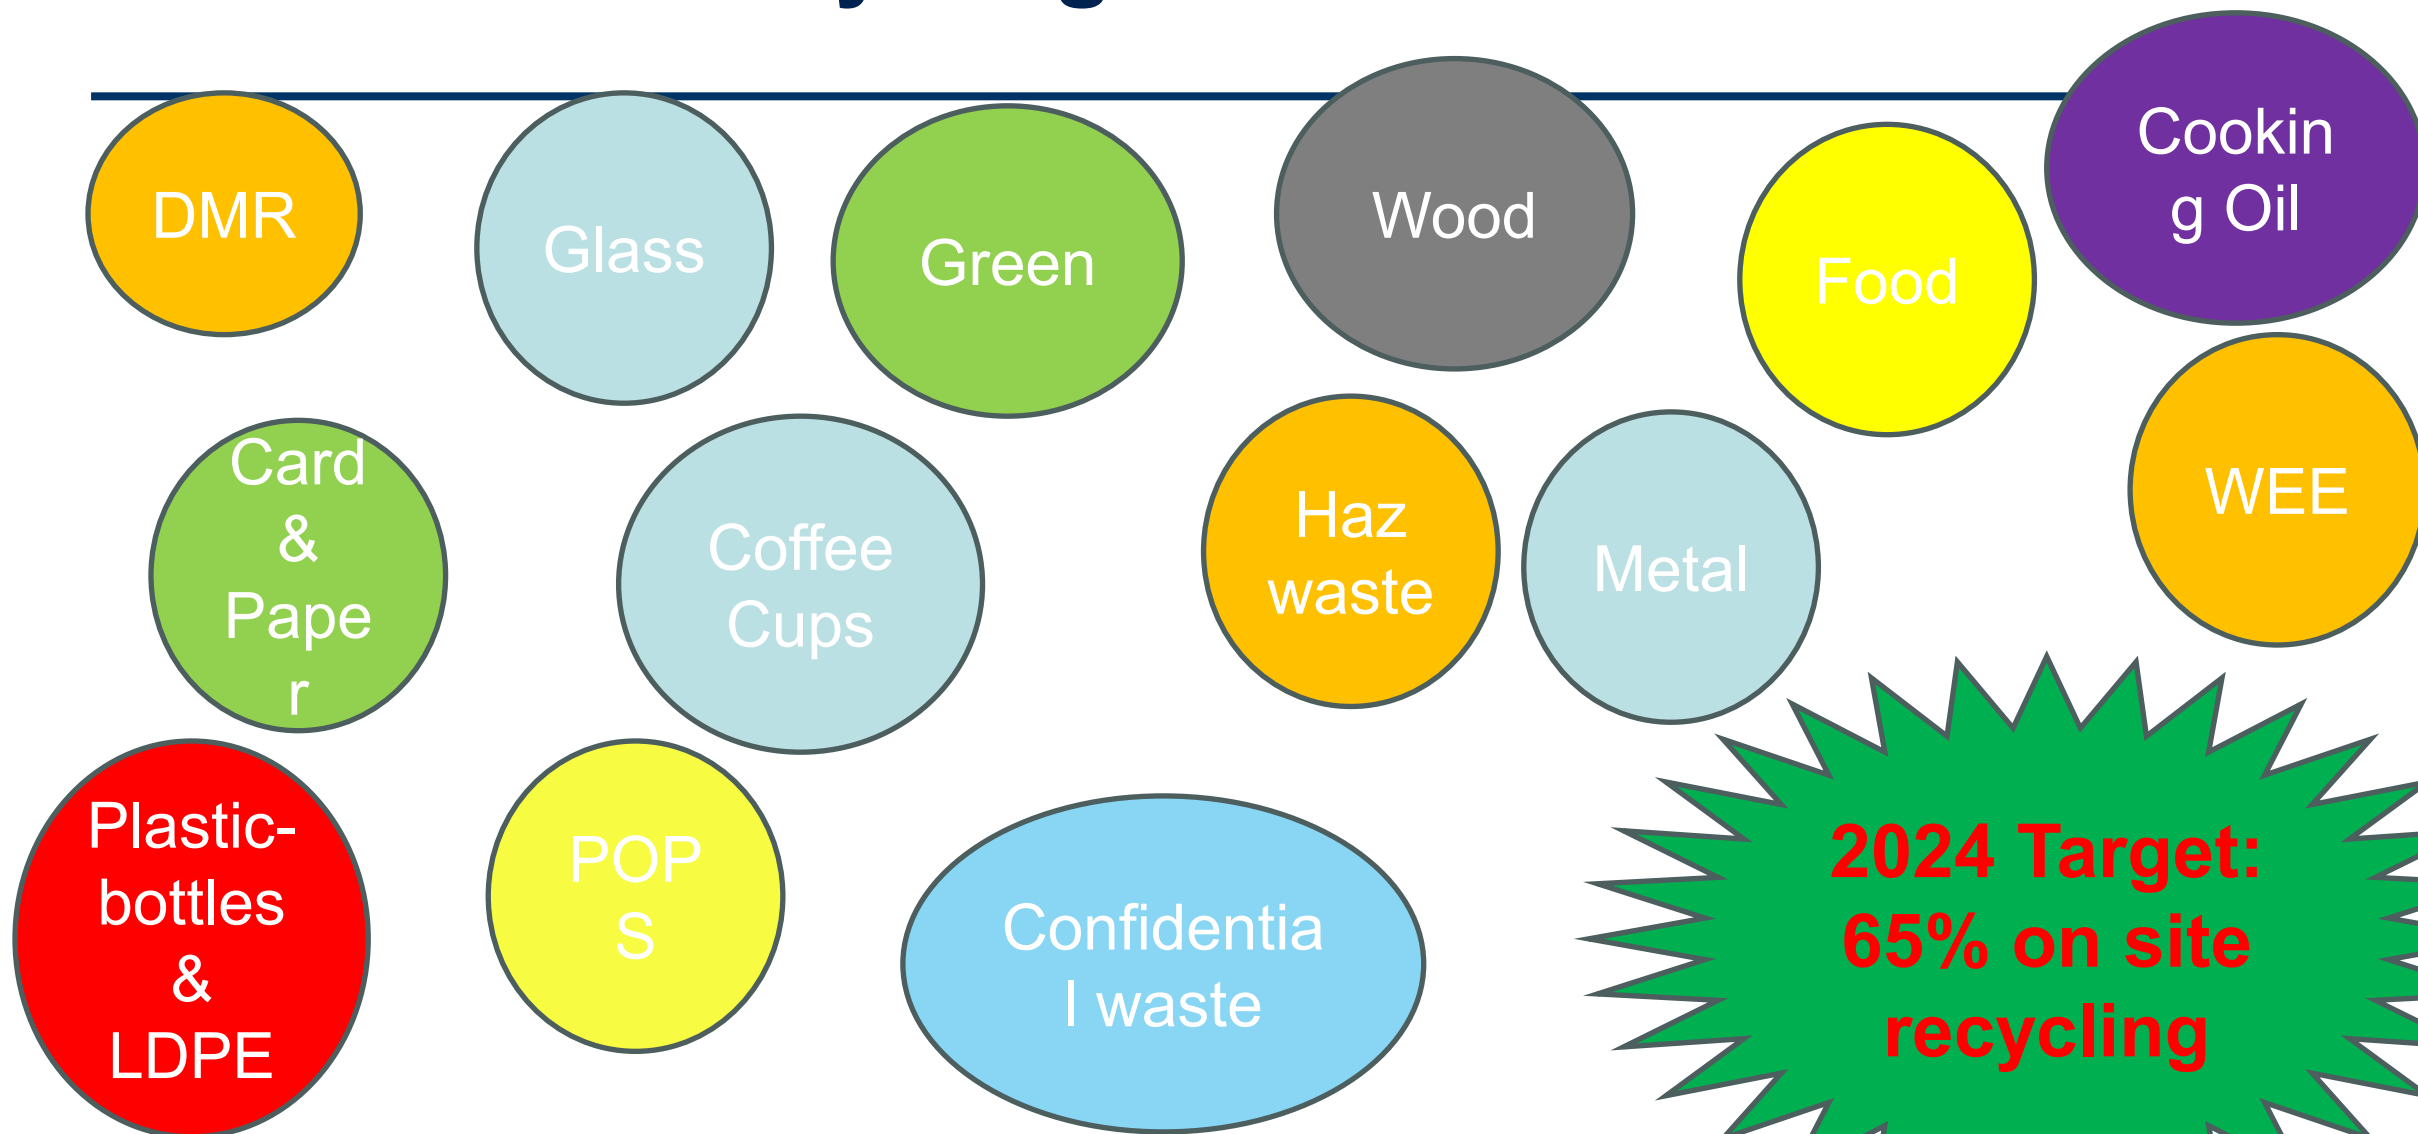 DMR
Glass
Green
Wood
Food
Cookin
g Oil
Card
&
Pape
r
Coffee
Cups
Haz
waste
Metal
WEE
Plastic-
bottles
&
LDPE
POP
S
Confidentia
l waste
2024 Target:
65% on site
recycling